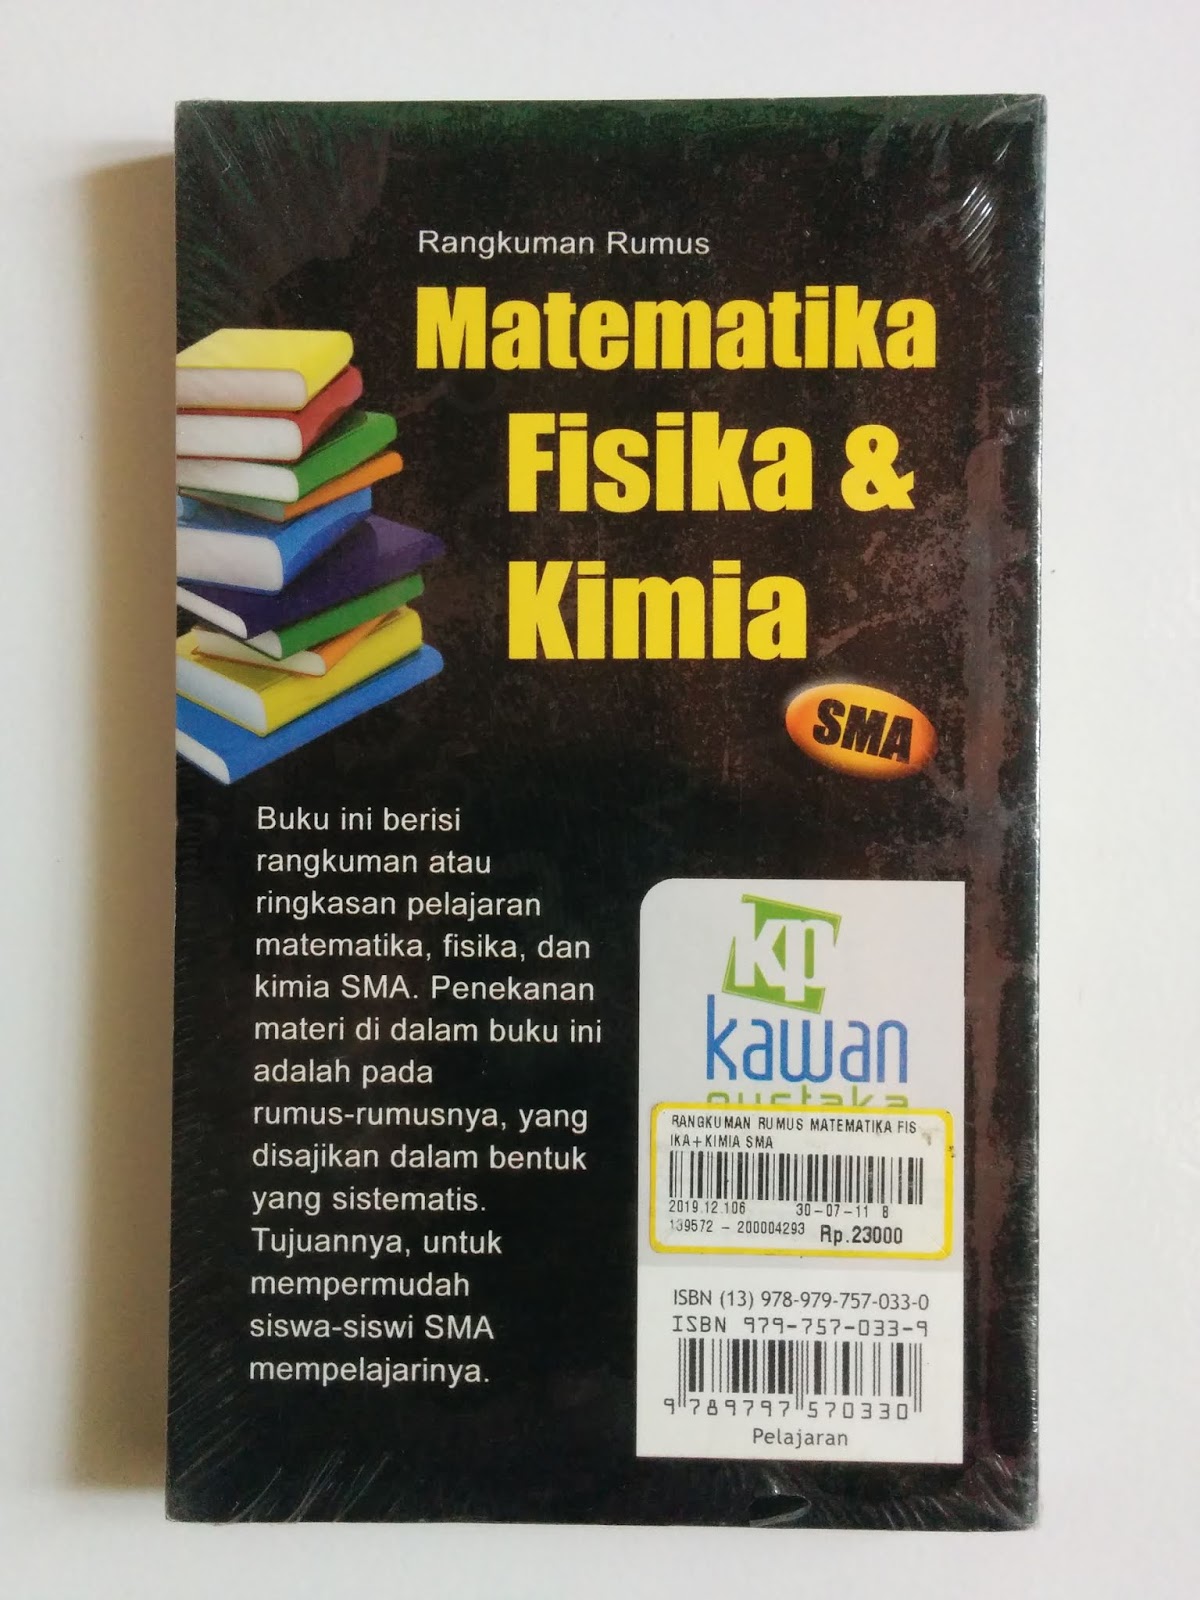 Rangkuman Rumus
Matematika
Fisika &
Kimia
SMA
Buku ini berisi
rangkuman atau
ringkasan pelajaran
matematika, fisika, dan
kimia SMA. Penekanan
materi di dalam buku ini
adalah pada
rumus-rumusnya, yang
disajikan dalam bentuk
yang sistematis.
Tujuannya, untuk
mempermudah
siswa-siswi SMA
mempelajarinya.
kp
kawan
pustaka
RANGKUMAN RUMUS MATEMATIKA FIS
IKA+KIMIA SMA
2019.12.106 30-07-11 B
139572 - 200004293 Rp.23000
ISBN (13) 978-979-757-033-0
ISBN 979-757-033-9
9 789797 570330
Pelajaran